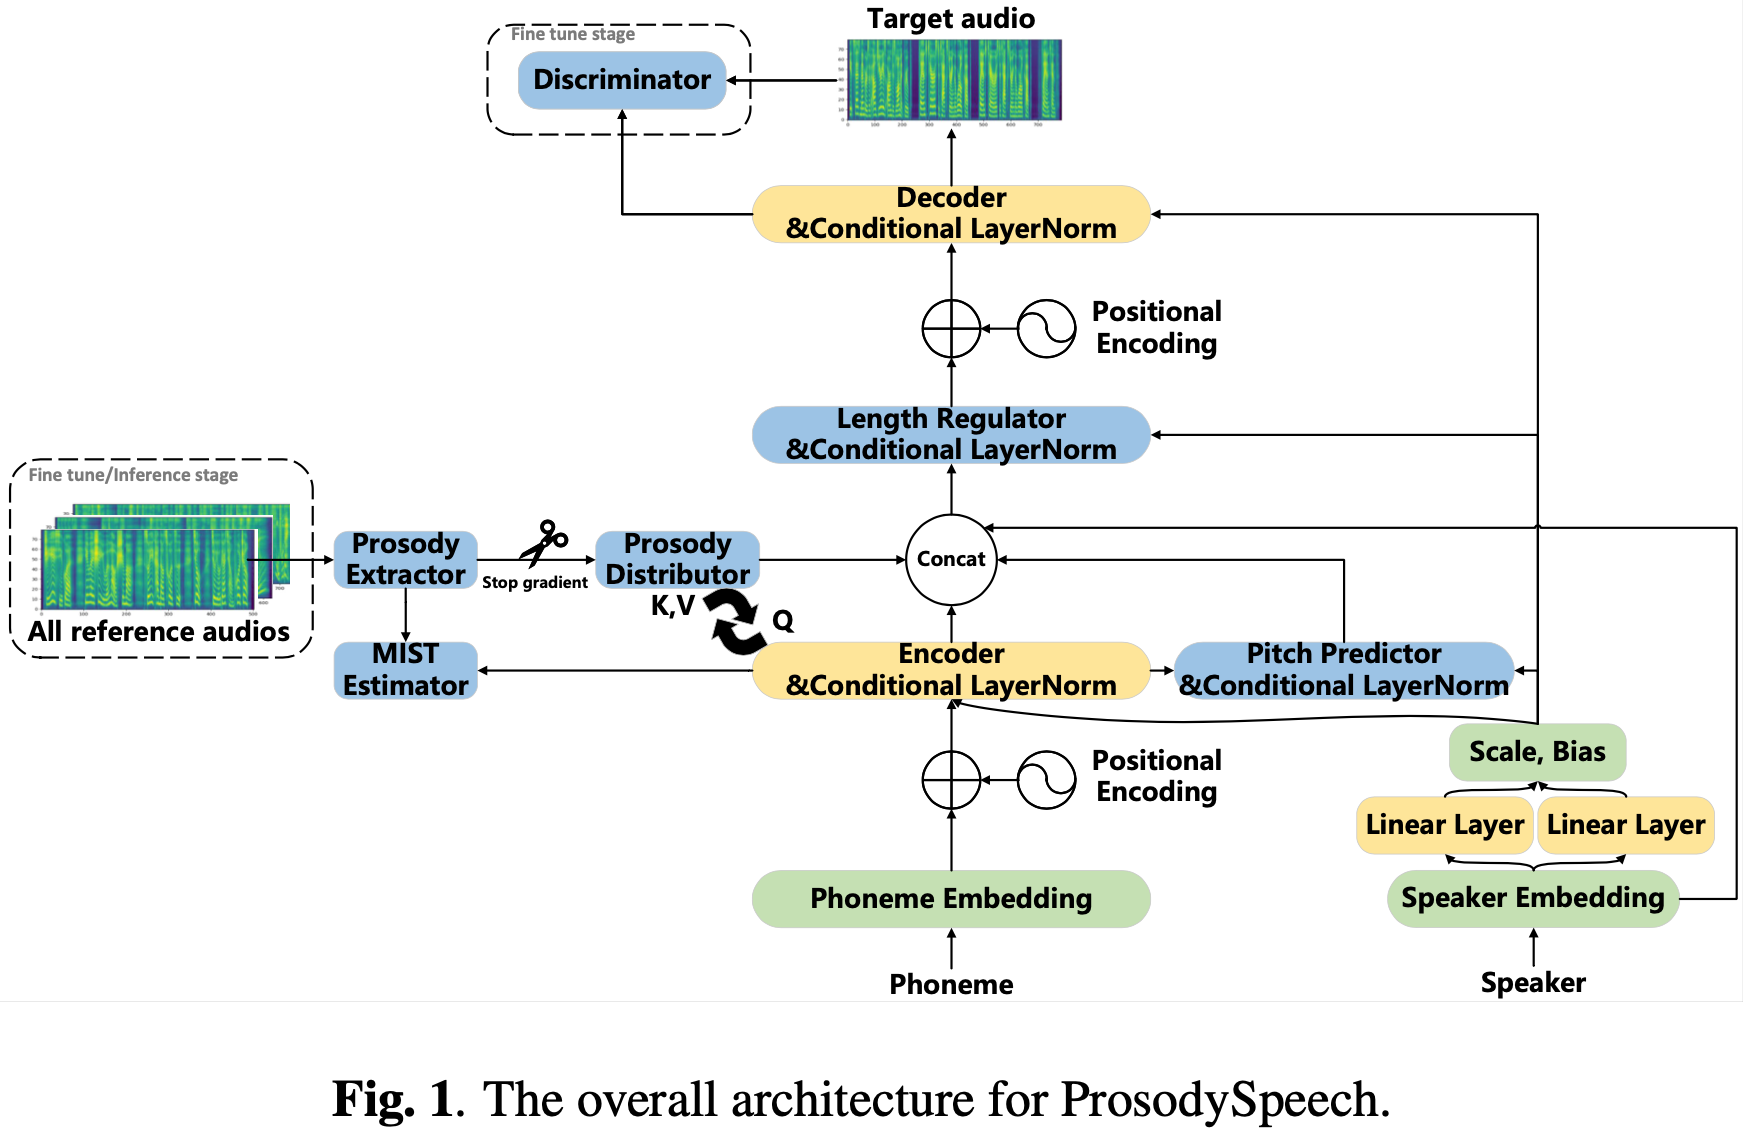 Target audio
Fine tune stage
Discriminator
Decoder
&Conditional LayerNorm
Positional
Encoding
Length Regulator
&Conditional LayerNorm
Fine tune/Inference stage
All reference audios
Prosody
Extractor
Stop gradient
Prosody
Distributor
K,V
Q
Concat
MIST
Estimator
Encoder
&Conditional LayerNorm
Pitch Predictor
&Conditional LayerNorm
Positional
Encoding
Scale, Bias
Linear Layer
Linear Layer
Phoneme Embedding
Speaker Embedding
Phoneme
Speaker
Fig. 1. The overall architecture for ProsodySpeech.